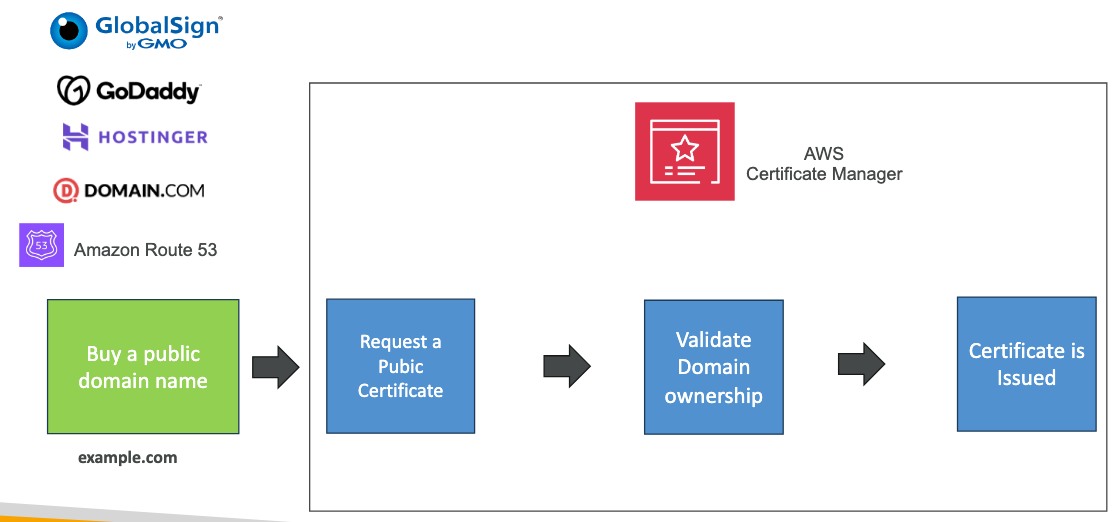 GlobalSign®
by GMO
GoDaddy™
HOSTINGER
DOMAIN.COM
53
Amazon Route 53
AWS
Certificate Manager
Buy a public
domain name
Request a
Pubic
Certificate
Validate
Domain
ownership
Certificate is
Issued
example.com